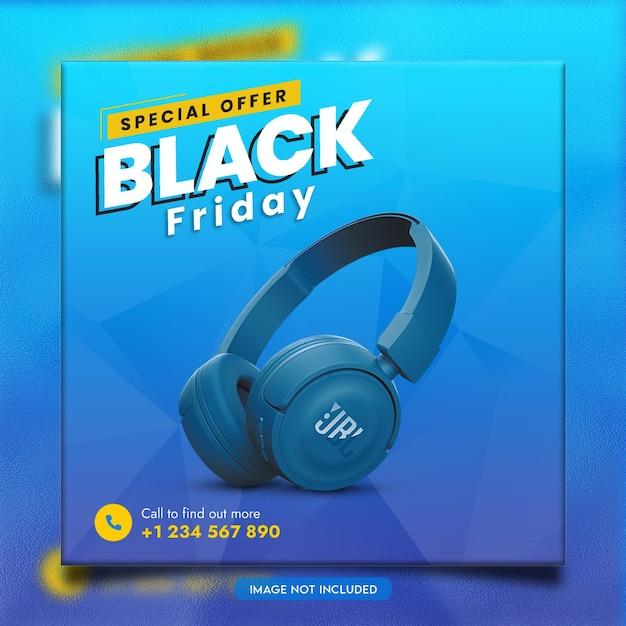 SPECIAL OFFER
BLACK
Friday
JBL
Call to find out more
+1 234 567 890
IMAGE NOT INCLUDED